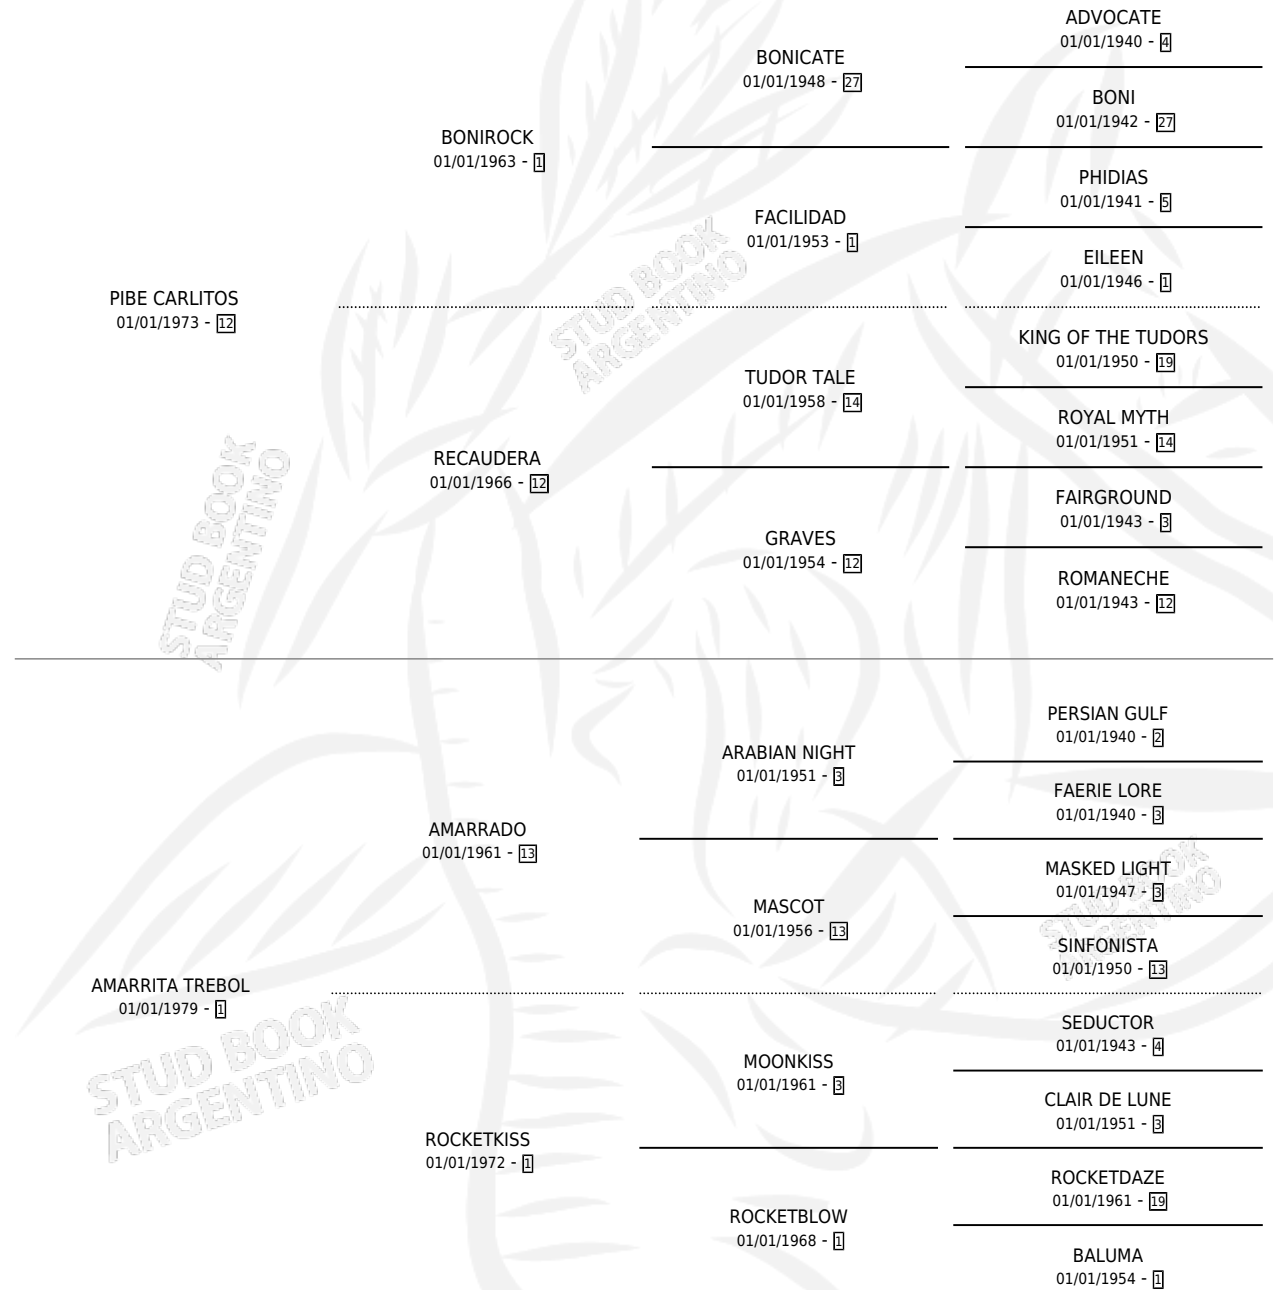 ADVOCATE
01/01/1940 - 4
BONICATE
01/01/1948 - 27
BONI
01/01/1942 - 27
BONIROCK
01/01/1963 - 1
PHIDIAS
01/01/1941 - 5
FACILIDAD
01/01/1953 - 1
EILEEN
01/01/1946 - 1
PIBE CARLITOS
01/01/1973 - 12
KING OF THE TUDORS
01/01/1950 - 19
TUDOR TALE
01/01/1958 - 14
ROYAL MYTH
01/01/1951 - 14
RECAUDERA
01/01/1966 - 12
FAIRGROUND
01/01/1943 - 3
GRAVES
01/01/1954 - 12
ROMANECHE
01/01/1943 - 12
PERSIAN GULF
01/01/1940 - 2
ARABIAN NIGHT
01/01/1951 - 3
FAERIE LORE
01/01/1940 - 3
AMARRADO
01/01/1961 - 13
MASKED LIGHT
01/01/1947 - 3
MASCOT
01/01/1956 - 13
SINFONISTA
01/01/1950 - 13
AMARRITA TREBOL
01/01/1979 - 1
SEDUCTOR
01/01/1943 - 4
MOONKISS
01/01/1961 - 3
CLAIR DE LUNE
01/01/1951 - 3
ROCKETKISS
01/01/1972 - 1
ROCKETDAZE
01/01/1961 - 19
ROCKETBLOW
01/01/1968 - 1
BALUMA
01/01/1954 - 1
STUD BOOK
ARGENTINO
STUD BOOK
ARGENTINO
STUD BOOK
ARGENTINO
STUD BOOK
ARGENTINO